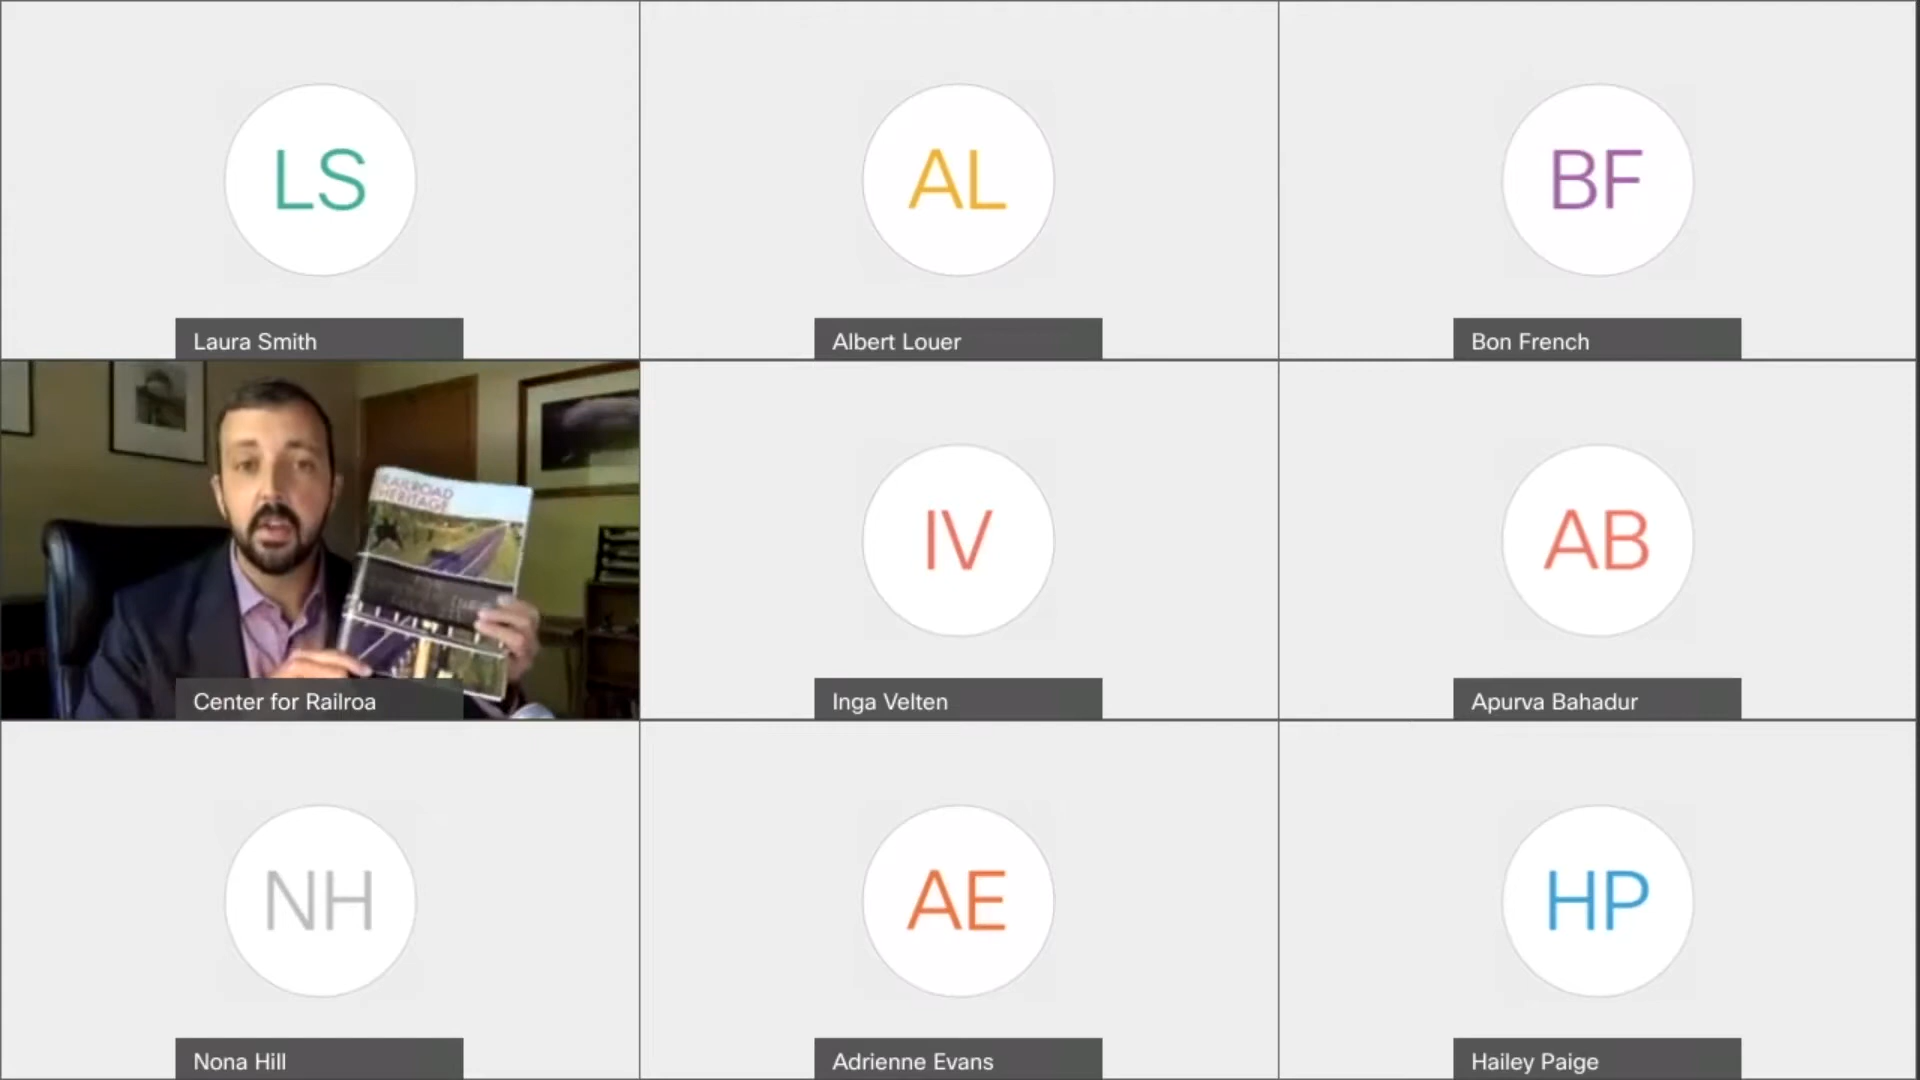 LS
AL
BF
Laura Smith
Albert Louer
Bon French
RAILROAD
HERITAGE
IV
AB
Center for Railroa
Inga Velten
Apurva Bahadur
NH
AE
HP
Nona Hill
Adrienne Evans
Hailey Paige